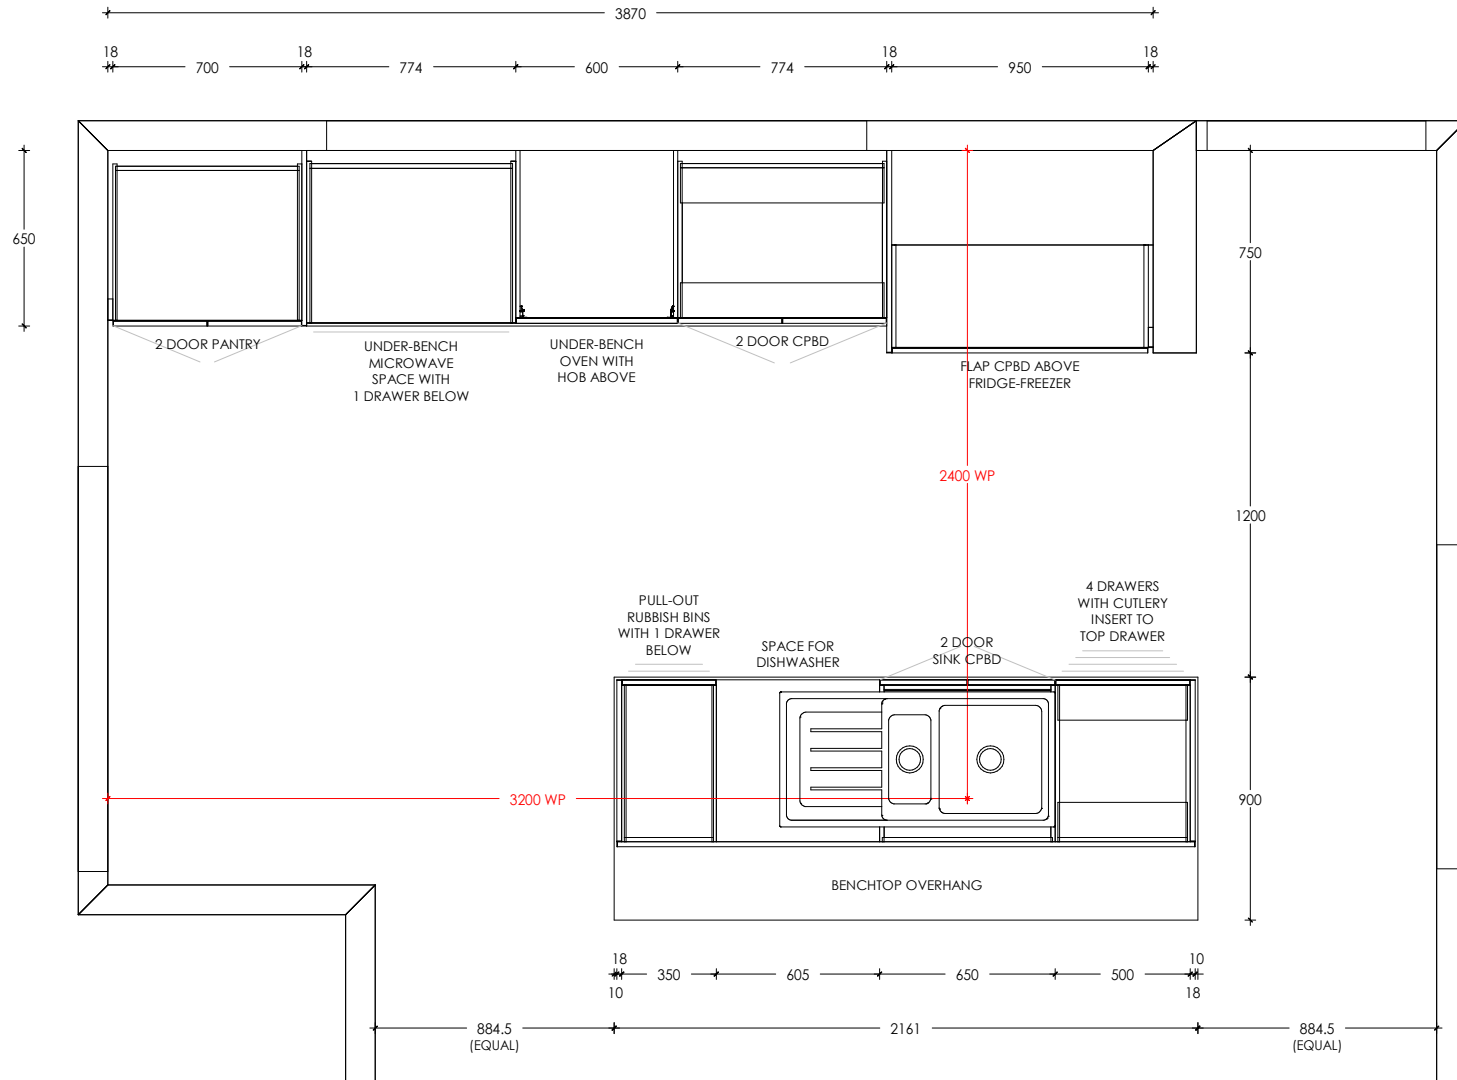 3870
18
18
18
18
700
774
600
774
950
650
750
2 DOOR PANTRY
UNDER-BENCH
MICROWAVE
SPACE WITH
1 DRAWER BELOW
UNDER-BENCH
OVEN WITH
HOB ABOVE
2 DOOR CPBD
FLAP CPBD ABOVE
FRIDGE-FREEZER
2400 WP
1200
PULL-OUT
RUBBISH BINS
WITH 1 DRAWER
BELOW
SPACE FOR
DISHWASHER
2 DOOR
SINK CPBD
4 DRAWERS
WITH CUTLERY
INSERT TO
TOP DRAWER
3200 WP
900
BENCHTOP OVERHANG
18
10
350
605
650
500
10
18
884.5
(EQUAL)
2161
884.5
(EQUAL)